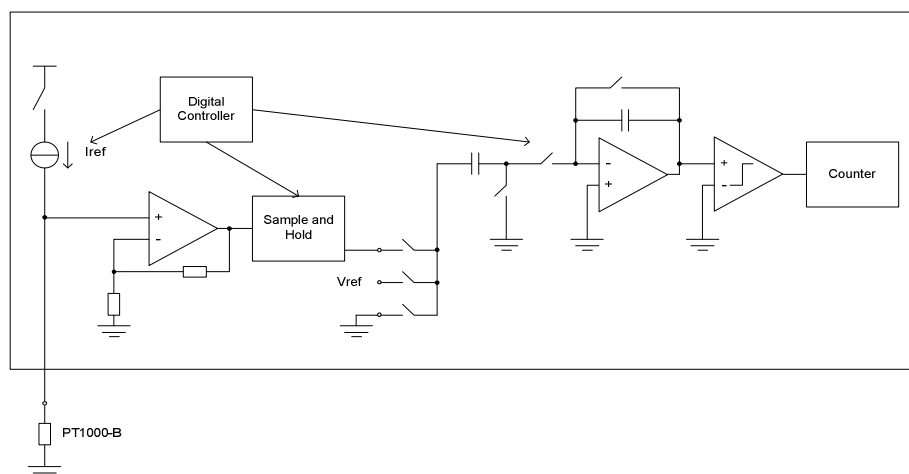 Digital
Controller
Iref
Sample and
Hold
Vref
Counter
PT1000-B
+
-
-
+
+
-